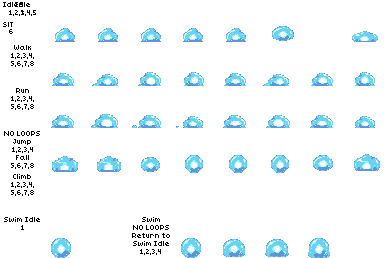 Idle
1,2,3,4,5
SIT
6
Walk
1,2,3,4,
5,6,7,8
Run
1,2,3,4,
5,6,7,8
NO LOOPS
Jump
1,2,3,4
Fall
5,6,7,8
Climb
1,2,3,4,
5,6,7,8
Swim Idle
1
Swim
NO LOOPS
Return to
Swim Idle
1,2,3,4